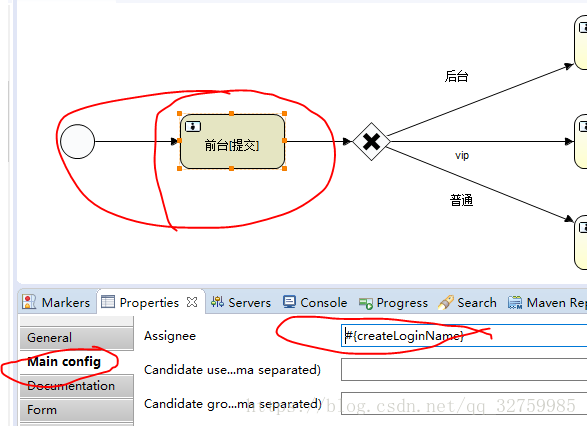 后台
前台[提交]
vip
普通
Markers Properties Servers Console Progress Search Maven Rep
General
Assignee #{createLoginName}
Main config
Candidate use...ma separated)
Documentation
Candidate gro...ma separated)
Form
https://blog.csdn.net/qq_32759985